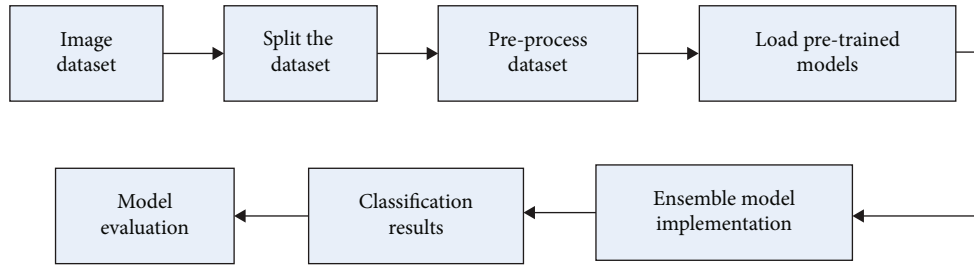 Image
dataset
Split the
dataset
Pre-process
dataset
Load pre-trained
models
Ensemble model
implementation
Classification
results
Model
evaluation